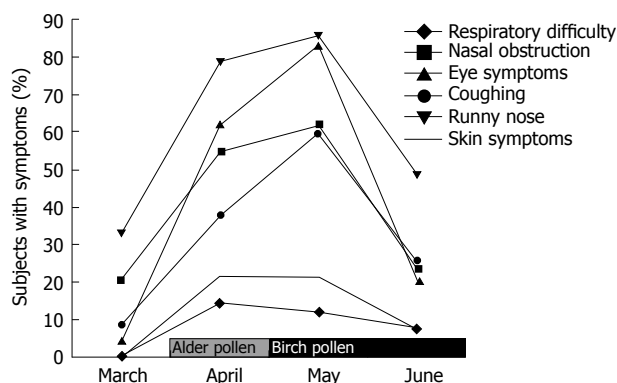 Subjects with symptoms (%)
90
80
70
60
50
40
30
20
10
0
Respiratory difficulty
Nasal obstruction
Eye symptoms
Coughing
Runny nose
Skin symptoms
Alder pollen
Birch pollen
March
April
May
June